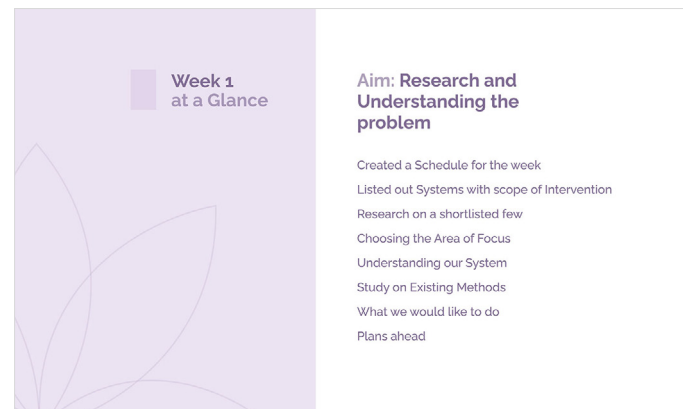 Week 1
at a Glance
Aim: Research and
Understanding the
problem
Created a Schedule for the week
Listed out Systems with scope of Intervention
Research on a shortlisted few
Choosing the Area of Focus
Understanding our System
Study on Existing Methods
What we would like to do
Plans ahead